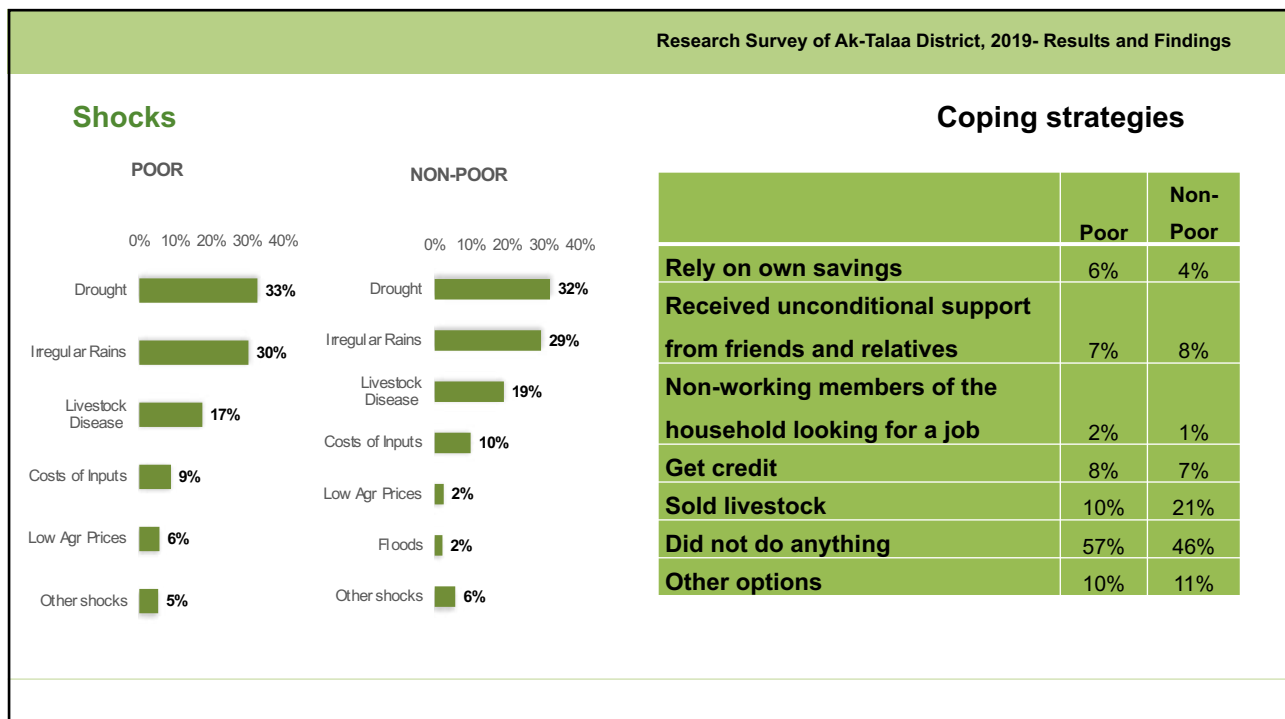 Research Survey of Ak-Talaa District, 2019- Results and Findings
Shocks
POOR
0% 10% 20% 30% 40%
Drought 33%
Irregular Rains 30%
Livestock
Disease 17%
Costs of Inputs 9%
Low Agr Prices 6%
Other shocks 5%
NON-POOR
0% 10% 20% 30% 40%
Drought 32%
Irregular Rains 29%
Livestock
Disease 19%
Costs of Inputs 10%
Low Agr Prices 2%
Floods 2%
Other shocks 6%
Coping strategies
Non-
Poor Poor
Rely on own savings 6% 4%
Received unconditional support
from friends and relatives 7% 8%
Non-working members of the
household looking for a job 2% 1%
Get credit 8% 7%
Sold livestock 10% 21%
Did not do anything 57% 46%
Other options 10% 11%